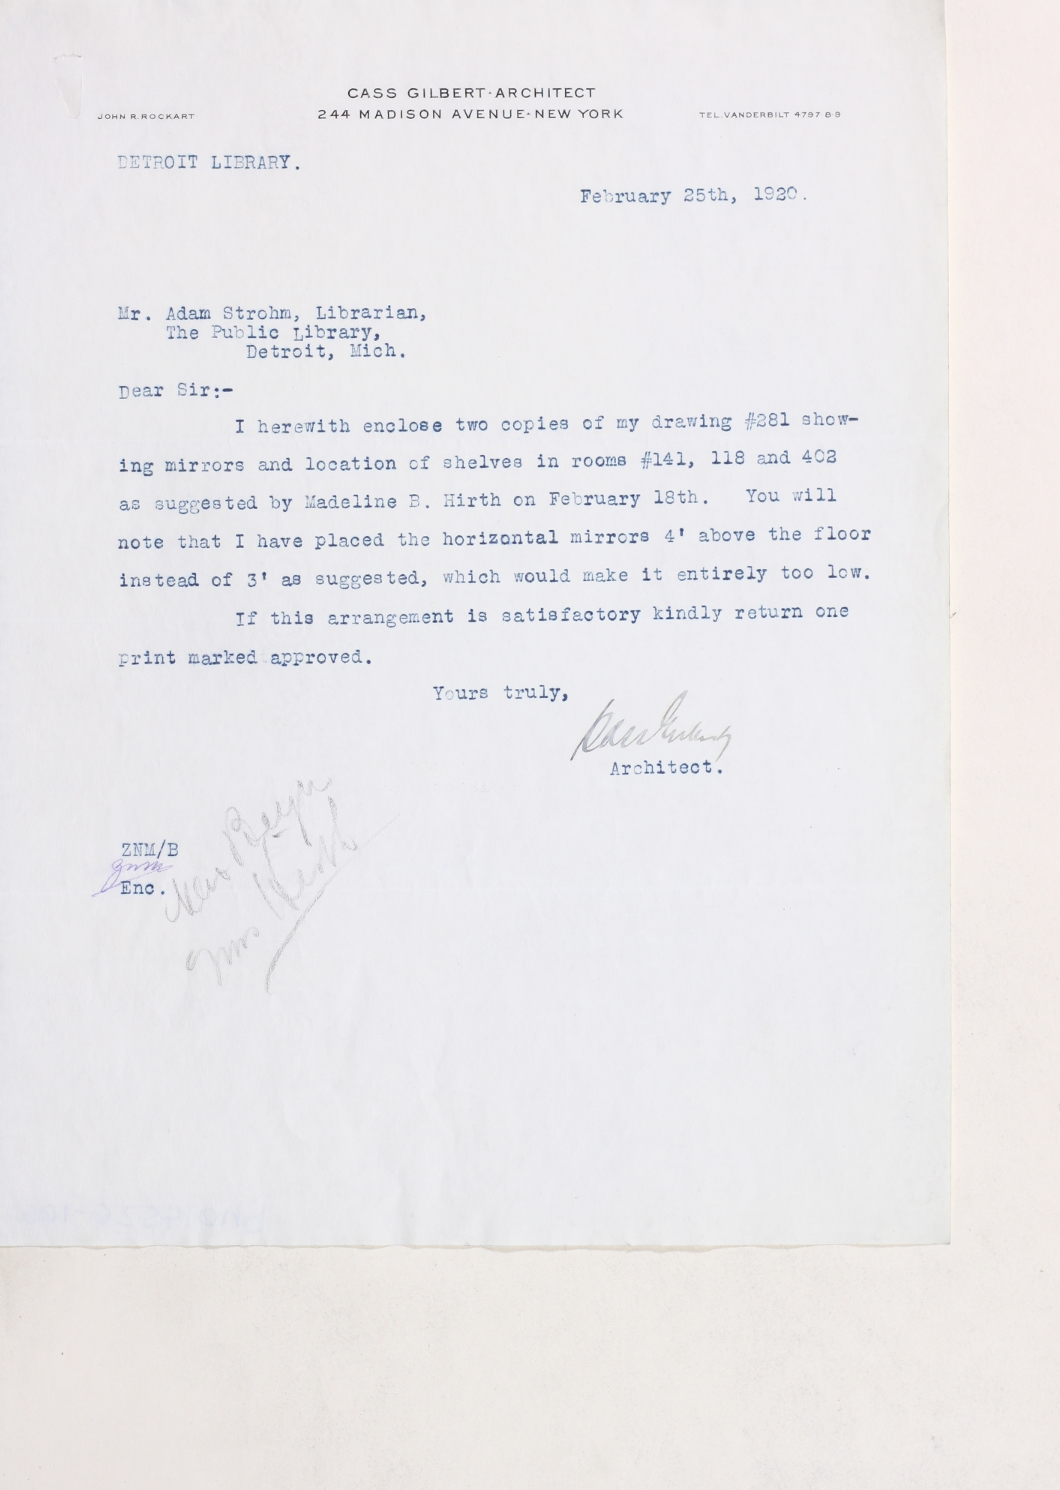 CASS GILBERT·ARCHITECT
244 MADISON AVENUE·NEW YORK
JOHN R. ROCKART
TEL. VANDERBILT 4797 8 9
DETROIT LIBRARY.
February 25th, 1920.
Mr. Adam Strohm, Librarian,
The Public Library,
Detroit, Mich.
Dear Sir:-
I herewith enclose two copies of my drawing #281 show-
ing mirrors and location of shelves in rooms #141, 118 and 402
as suggested by Madeline B. Hirth on February 18th. You will
note that I have placed the horizontal mirrors 4' above the floor
instead of 3' as suggested, which would make it entirely too low.
If this arrangement is satisfactory kindly return one
print marked approved.
Yours truly,
Cass Gilbert
Architect.
ZNM/B
Enc.